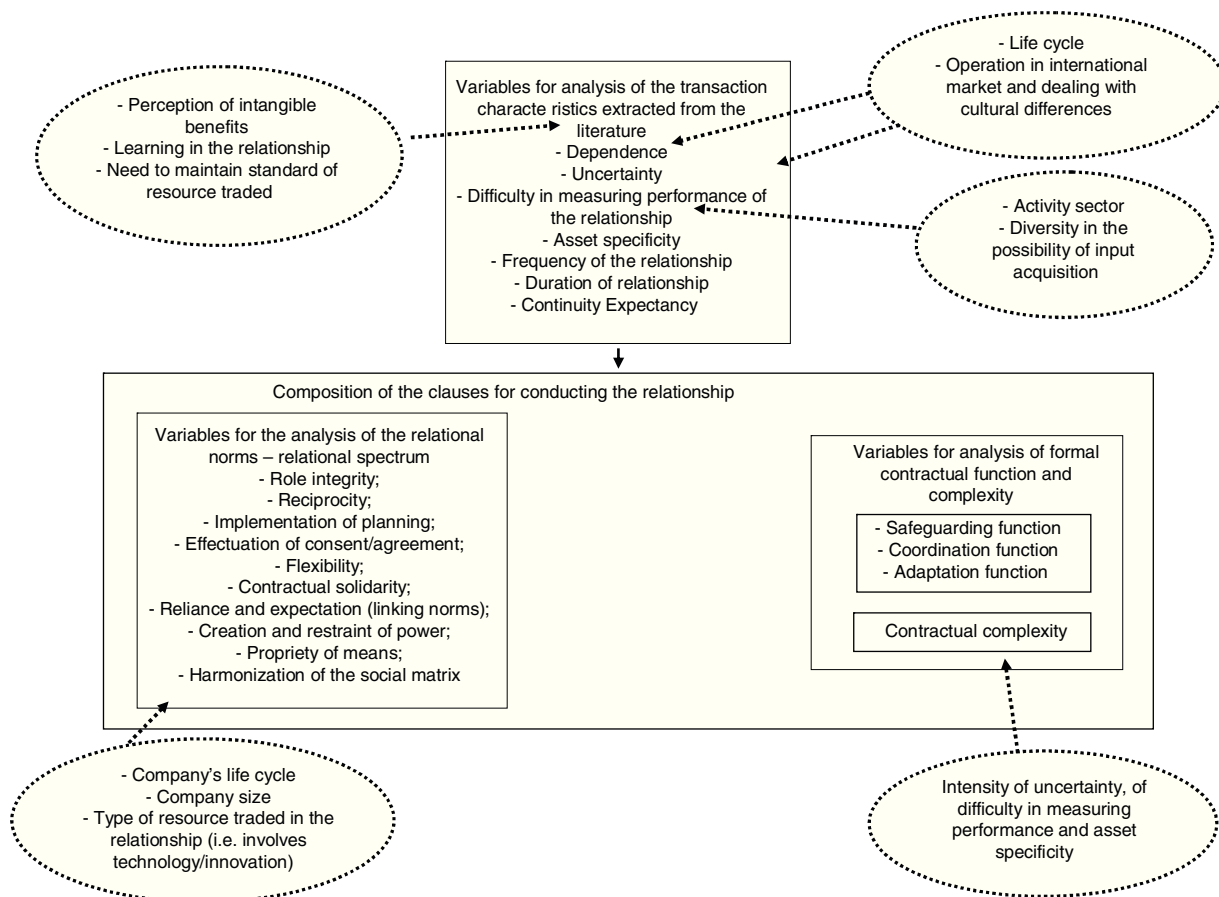 - Perception of intangible
benefits
- Learning in the relationship
- Need to maintain standard of
resource traded
Variables for analysis of the transaction
characte ristics extracted from the
literature
- Dependence
- Uncertainty
- Difficulty in measuring performance of
the relationship
- Asset specificity
- Frequency of the relationship
- Duration of relationship
- Continuity Expectancy
- Life cycle
- Operation in international
market and dealing with
cultural differences
- Activity sector
- Diversity in the
possibility of input
acquisition
Composition of the clauses for conducting the relationship
Variables for the analysis of the relational
norms – relational spectrum
- Role integrity;
- Reciprocity;
- Implementation of planning;
- Effectuation of consent/agreement;
- Flexibility;
- Contractual solidarity;
- Reliance and expectation (linking norms);
- Creation and restraint of power;
- Propriety of means;
- Harmonization of the social matrix
Variables for analysis of formal
contractual function and
complexity
- Safeguarding function
- Coordination function
- Adaptation function
Contractual complexity
- Company’s life cycle
- Company size
- Type of resource traded in the
relationship (i.e. involves
technology/innovation)
Intensity of uncertainty, of
difficulty in measuring
performance and asset
specificity